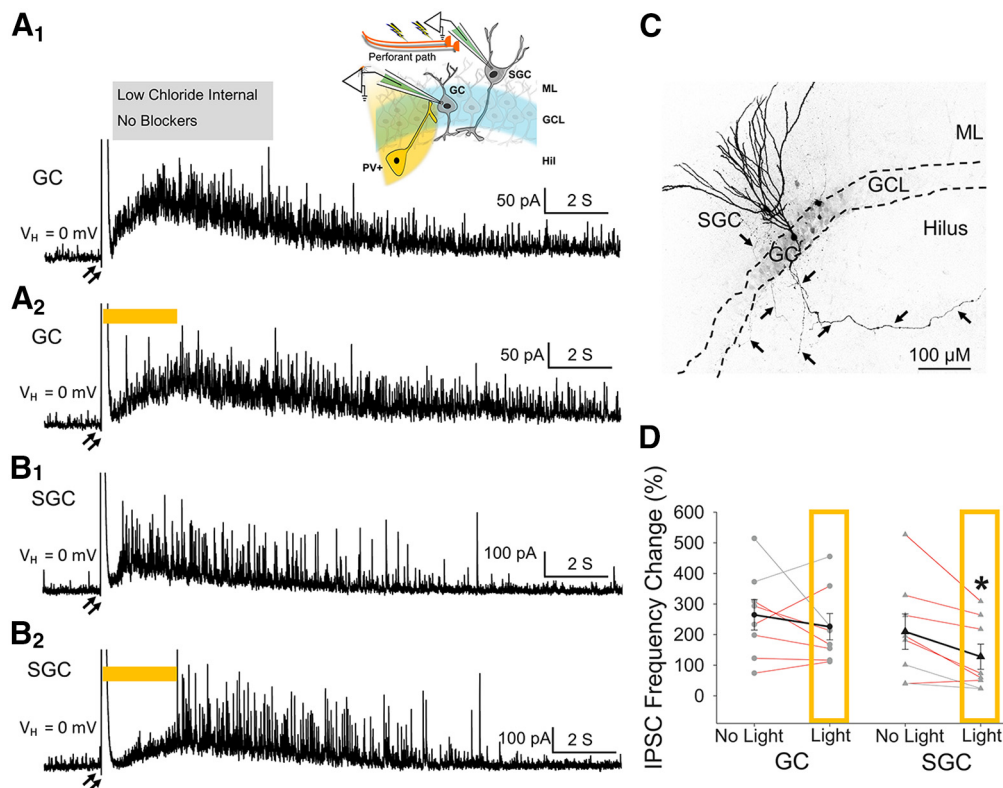 A1
Low Chloride Internal
No Blockers
Perforant path
SGC
GC
ML
GCL
PV+
Hil
GC
50 pA
2 S
VH = 0 mV
A2
GC
50 pA
2 S
VH = 0 mV
B1
SGC
VH = 0 mV
100 pA
2 S
B2
SGC
VH = 0 mV
100 pA
2 S
C
ML
GCL
SGC
Hilus
GC
100 µM
D
IPSC Frequency Change (%)
600
500
400
300
200
100
0
*
No Light
Light
No Light
Light
GC
SGC